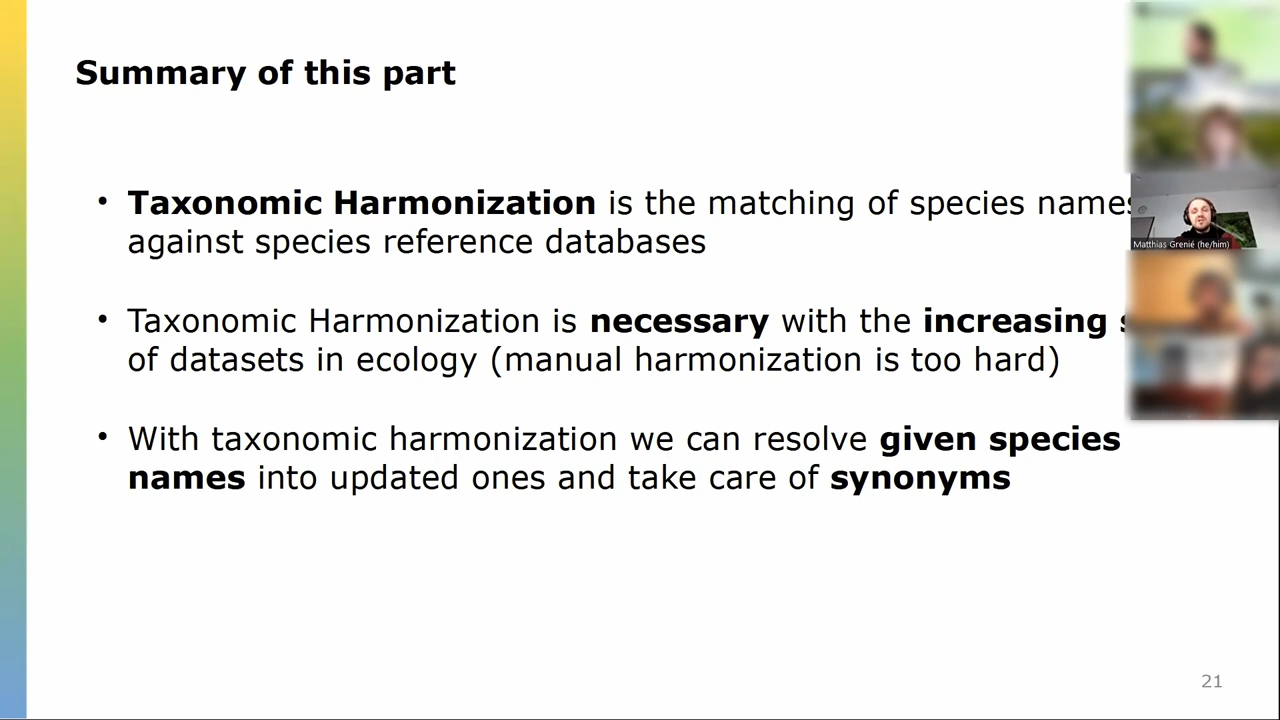 Summary of this part
• Taxonomic Harmonization is the matching of species names
against species reference databases
• Taxonomic Harmonization is necessary with the increasing
of datasets in ecology (manual harmonization is too hard)
• With taxonomic harmonization we can resolve given species
names into updated ones and take care of synonyms
Matthias Grenié (he/him)
21